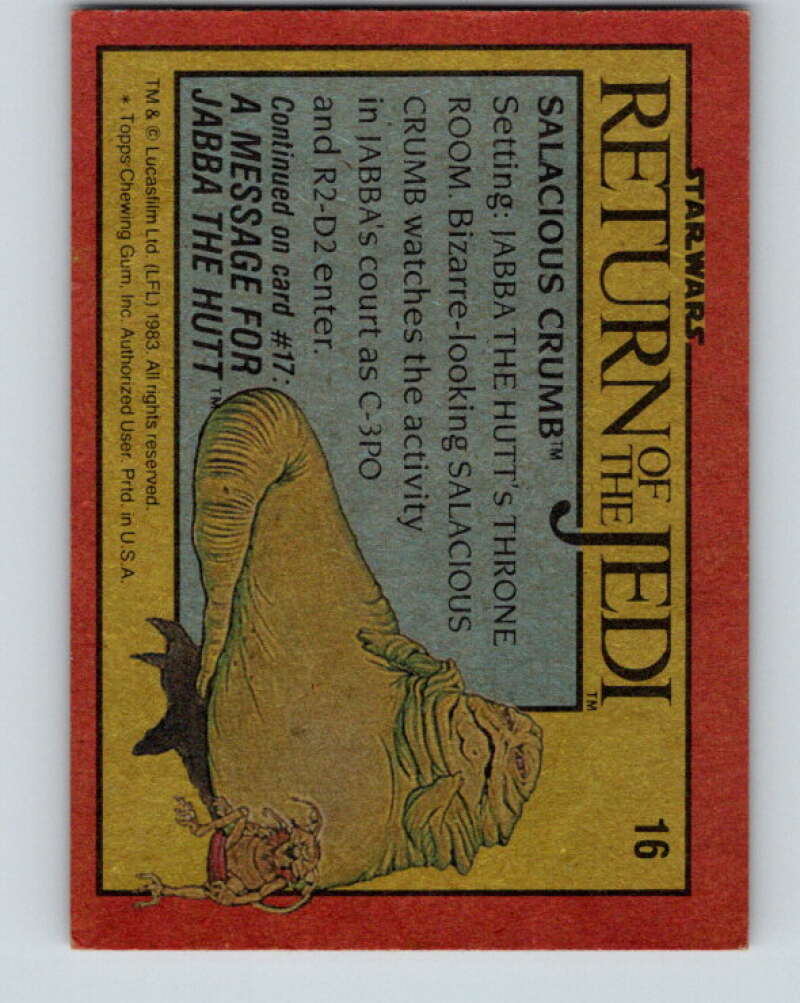 STAR WARS
RETURN OF THE JEDI™
16
SALACIOUS CRUMB™
Setting: JABBA THE HUTT'S THRONE
ROOM. Bizarre-looking SALACIOUS
CRUMB watches the activity
in JABBA's court as C-3PO
and R2-D2 enter.
Continued on card #17:
A MESSAGE FOR
JABBA THE HUTT™
TM & © Lucasfilm Ltd. (LFL) 1983. All rights reserved.
* Topps Chewing Gum, Inc. Authorized User. Prtd. in U.S.A.